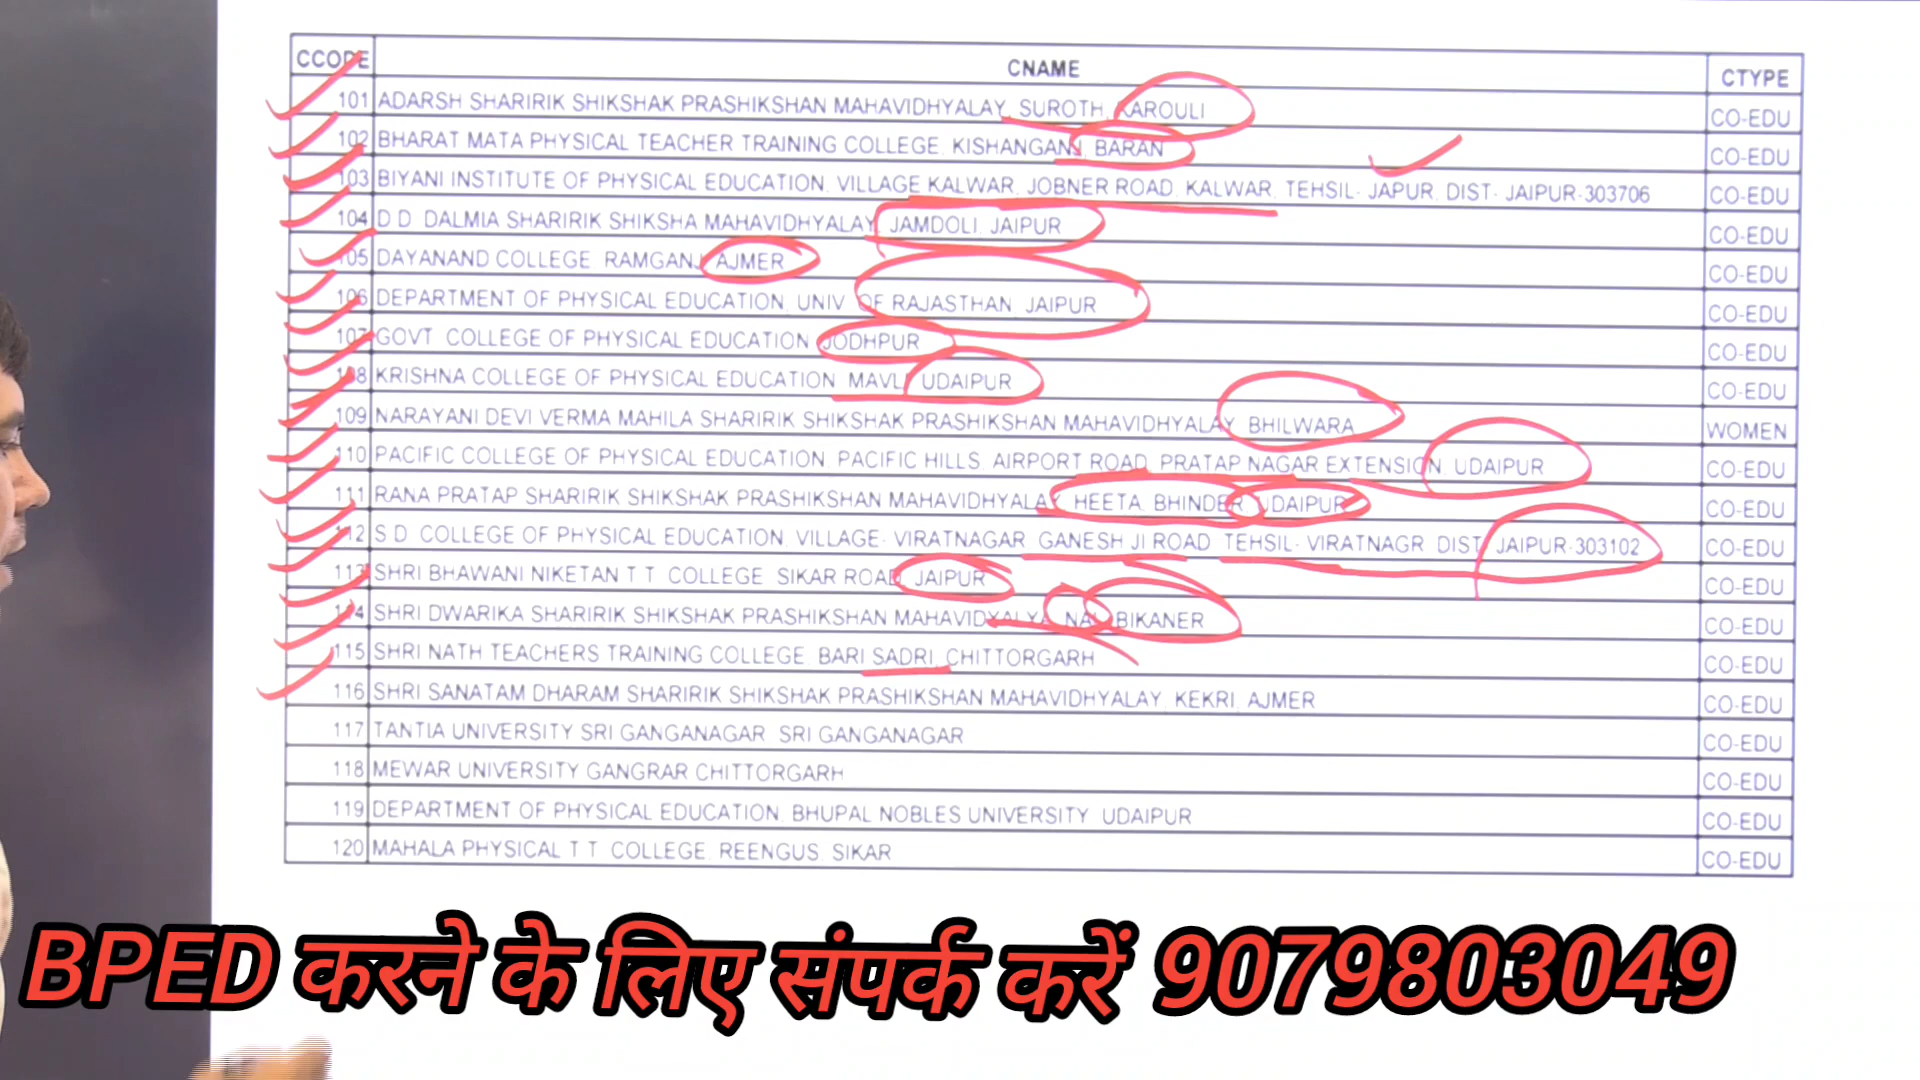 CCODE CNAME CTYPE
101 ADARSH SHARIRIK SHIKSHAK PRASHIKSHAN MAHAVIDHYALAY, SUROTH, KAROULI CO-EDU
102 BHARAT MATA PHYSICAL TEACHER TRAINING COLLEGE, KISHANGANJ, BARAN CO-EDU
103 BIYANI INSTITUTE OF PHYSICAL EDUCATION, VILLAGE KALWAR, JOBNER ROAD, KALWAR, TEHSIL- JAPUR, DIST- JAIPUR-303706 CO-EDU
104 D D DALMIA SHARIRIK SHIKSHA MAHAVIDHYALAY JAMDOLI, JAIPUR CO-EDU
105 DAYANAND COLLEGE RAMGANJ AJMER CO-EDU
106 DEPARTMENT OF PHYSICAL EDUCATION, UNIV OF RAJASTHAN JAIPUR CO-EDU
107 GOVT COLLEGE OF PHYSICAL EDUCATION JODHPUR CO-EDU
108 KRISHNA COLLEGE OF PHYSICAL EDUCATION MAVLI UDAIPUR CO-EDU
109 NARAYANI DEVI VERMA MAHILA SHARIRIK SHIKSHAK PRASHIKSHAN MAHAVIDHYALAY BHILWARA WOMEN
110 PACIFIC COLLEGE OF PHYSICAL EDUCATION, PACIFIC HILLS, AIRPORT ROAD, PRATAP NAGAR EXTENSION UDAIPUR CO-EDU
111 RANA PRATAP SHARIRIK SHIKSHAK PRASHIKSHAN MAHAVIDHYALAY HEETA, BHINDER UDAIPUR CO-EDU
112 S D COLLEGE OF PHYSICAL EDUCATION, VILLAGE- VIRATNAGAR GANESH JI ROAD TEHSIL- VIRATNAGR DIST JAIPUR-303102 CO-EDU
113 SHRI BHAWANI NIKETAN T T COLLEGE SIKAR ROAD JAIPUR CO-EDU
114 SHRI DWARIKA SHARIRIK SHIKSHAK PRASHIKSHAN MAHAVIDYALYA NAL BIKANER CO-EDU
115 SHRI NATH TEACHERS TRAINING COLLEGE BARI SADRI, CHITTORGARH CO-EDU
116 SHRI SANATAM DHARAM SHARIRIK SHIKSHAK PRASHIKSHAN MAHAVIDHYALAY, KEKRI, AJMER CO-EDU
117 TANTIA UNIVERSITY SRI GANGANAGAR SRI GANGANAGAR CO-EDU
118 MEWAR UNIVERSITY GANGRAR CHITTORGARH CO-EDU
119 DEPARTMENT OF PHYSICAL EDUCATION, BHUPAL NOBLES UNIVERSITY UDAIPUR CO-EDU
120 MAHALA PHYSICAL T T COLLEGE, REENGUS, SIKAR CO-EDU
BPED करने के लिए संपर्क करें 9079803049